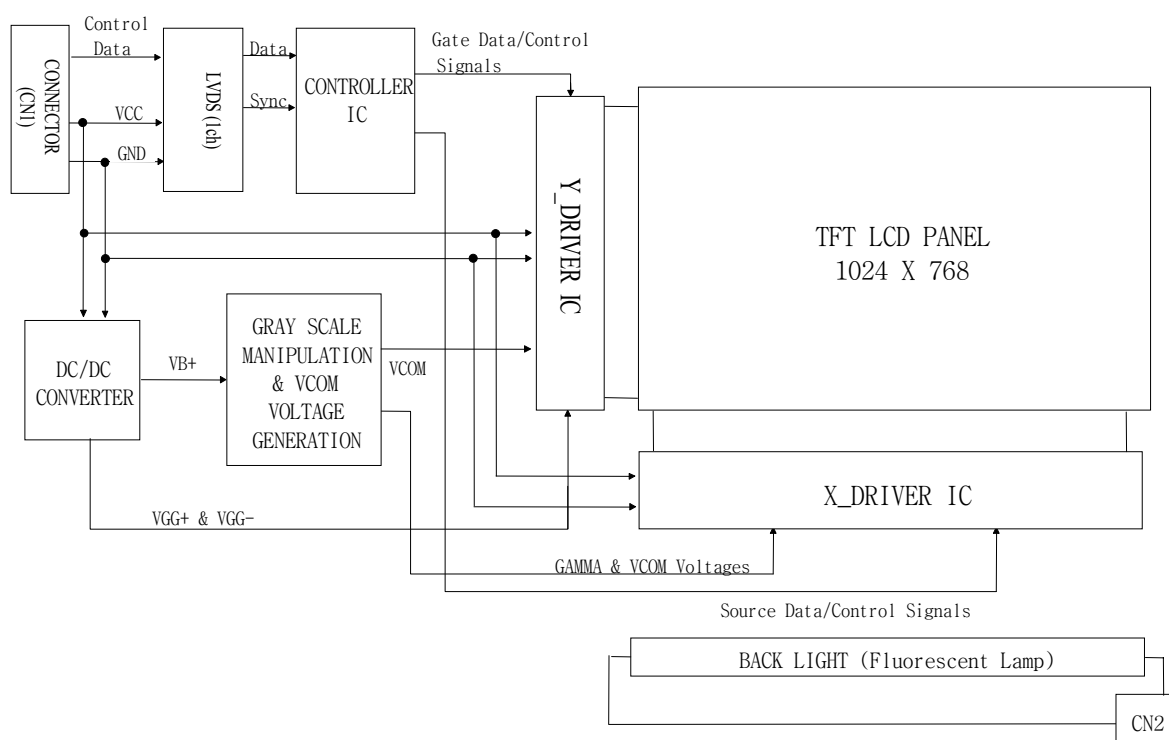 Control
Data
CONNECTOR
(CN1)
VCC
GND
LVDS(1ch)
Data
Sync
CONTROLLER
IC
Gate Data/Control
Signals
Y_DRIVER IC
TFT LCD PANEL
1024 X 768
DC/DC
CONVERTER
VB+
GRAY SCALE
MANIPULATION
& VCOM
VOLTAGE
GENERATION
VCOM
X_DRIVER IC
VGG+ & VGG-
GAMMA & VCOM Voltages
Source Data/Control Signals
BACK LIGHT (Fluorescent Lamp)
CN2